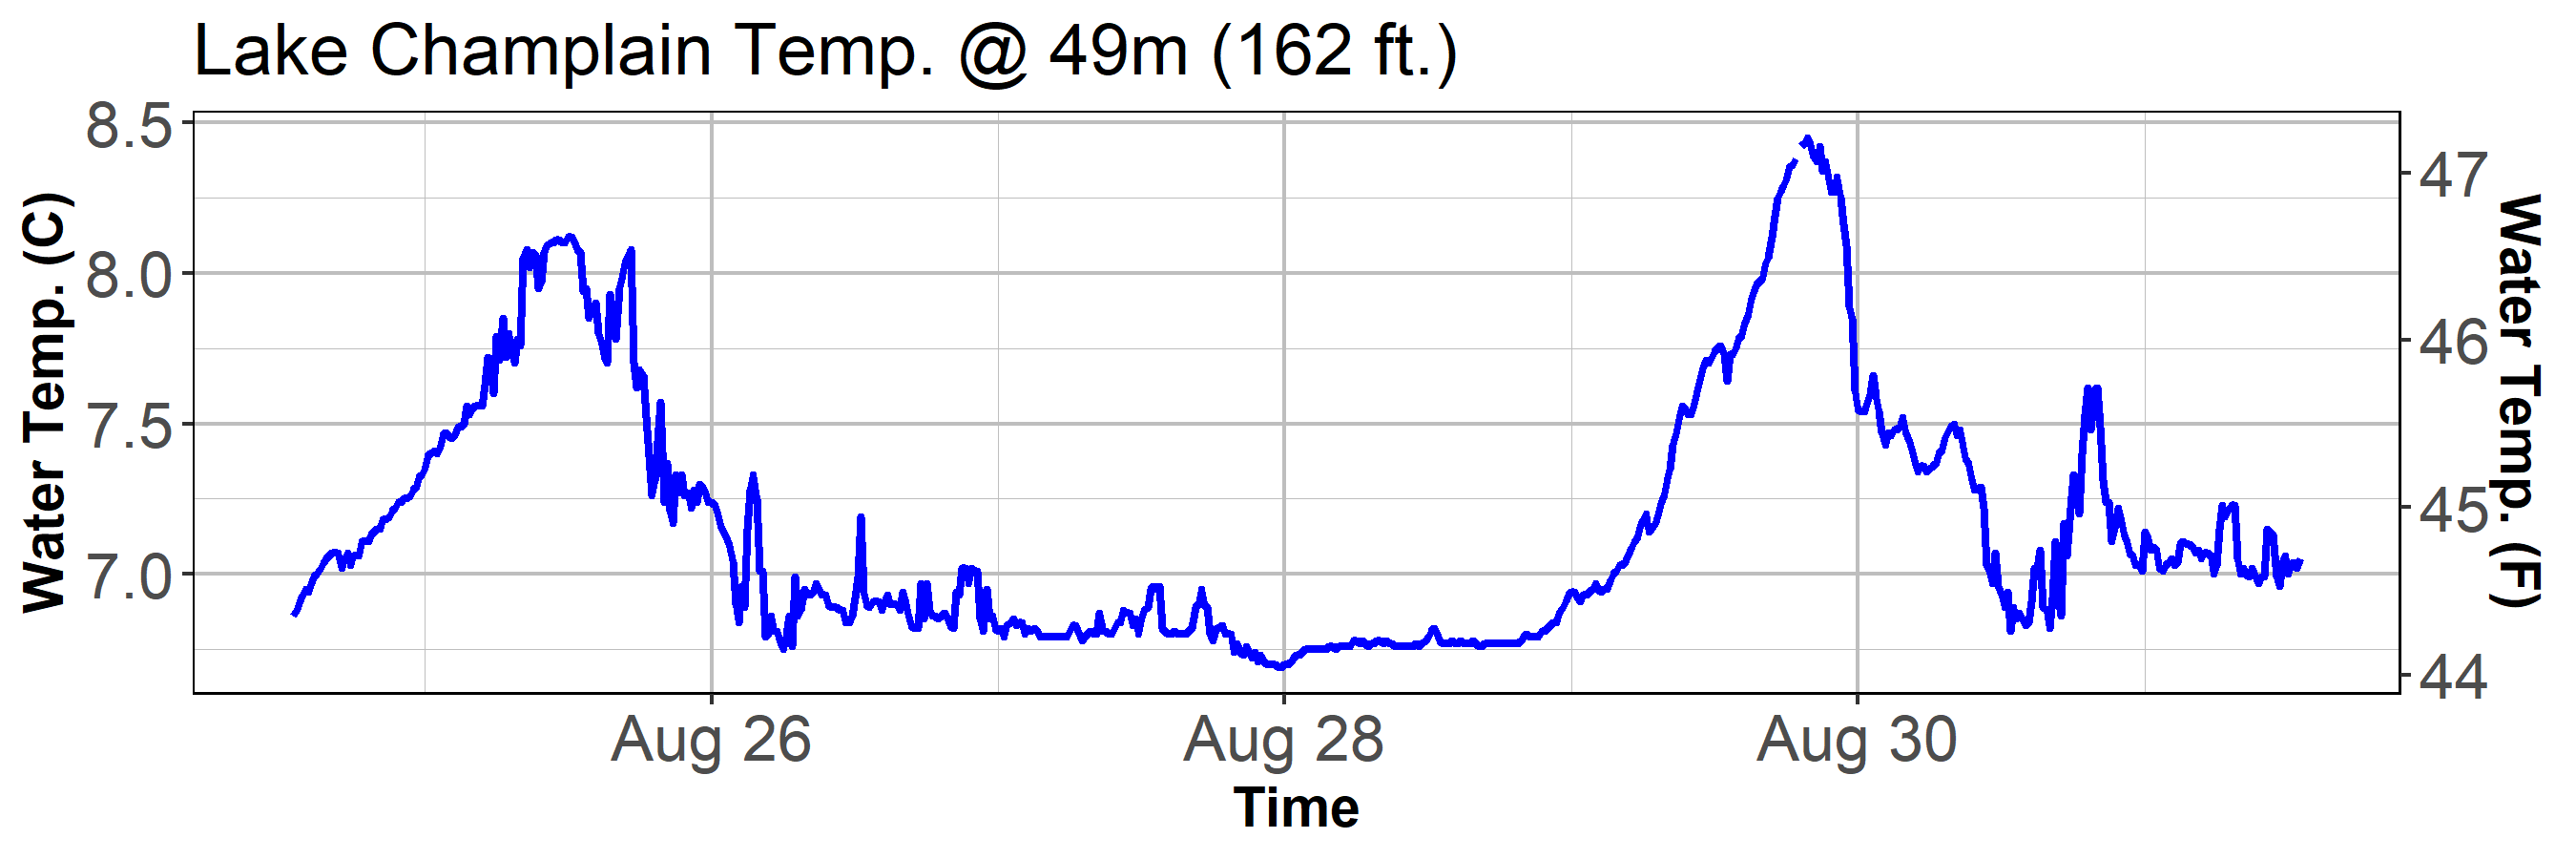 Lake Champlain Temp. @ 49m (162 ft.)
Water Temp. (C)
8.5
8.0
7.5
7.0
47
46
45
44
Water Temp. (F)
Aug 26
Aug 28
Aug 30
Time